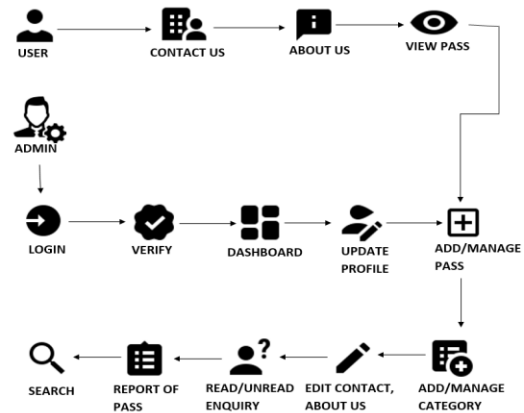 USER
CONTACT US
ABOUT US
VIEW PASS
ADMIN
LOGIN
VERIFY
DASHBOARD
UPDATE
PROFILE
ADD/MANAGE
PASS
SEARCH
REPORT OF
PASS
READ/UNREAD
ENQUIRY
EDIT CONTACT,
ABOUT US
ADD/MANAGE
CATEGORY